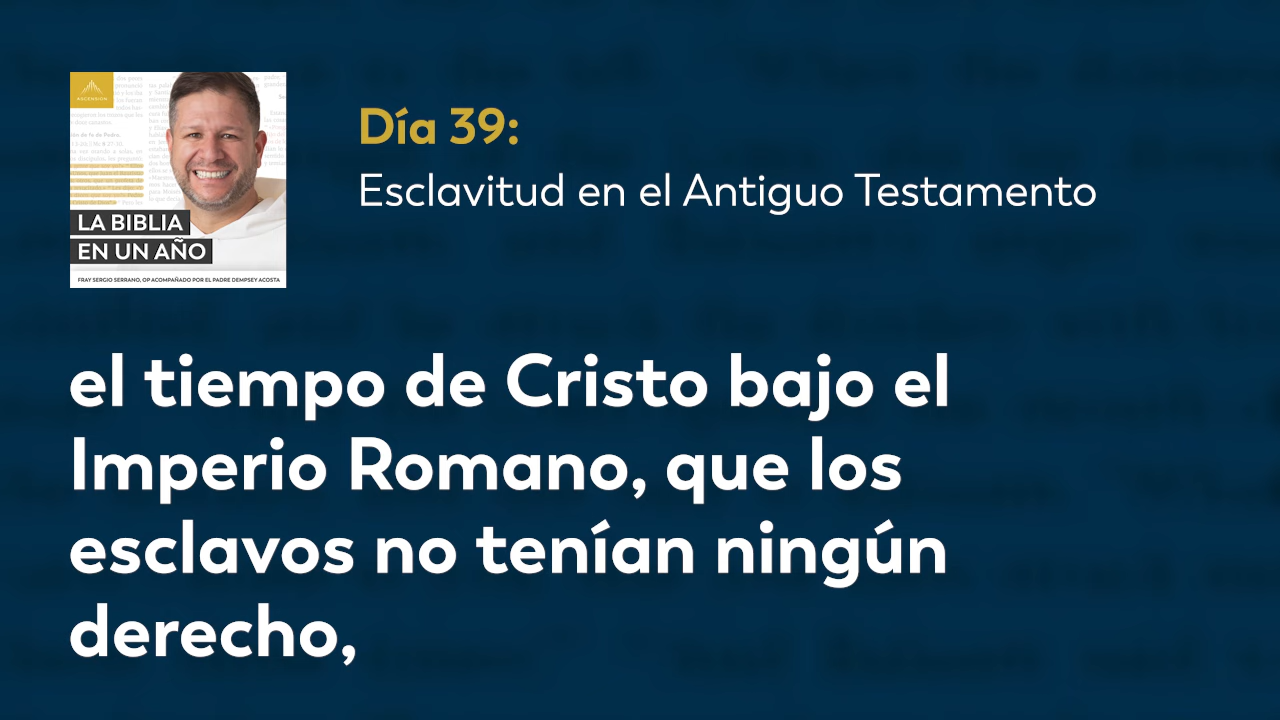 ASCENSION
LA BIBLIA
EN UN AÑO
FRAY SERGIO SERRANO, OP ACOMPAÑADO POR EL PADRE DEMPSEY ACOSTA
Día 39:
Esclavitud en el Antiguo Testamento
el tiempo de Cristo bajo el
Imperio Romano, que los
esclavos no tenían ningún
derecho,